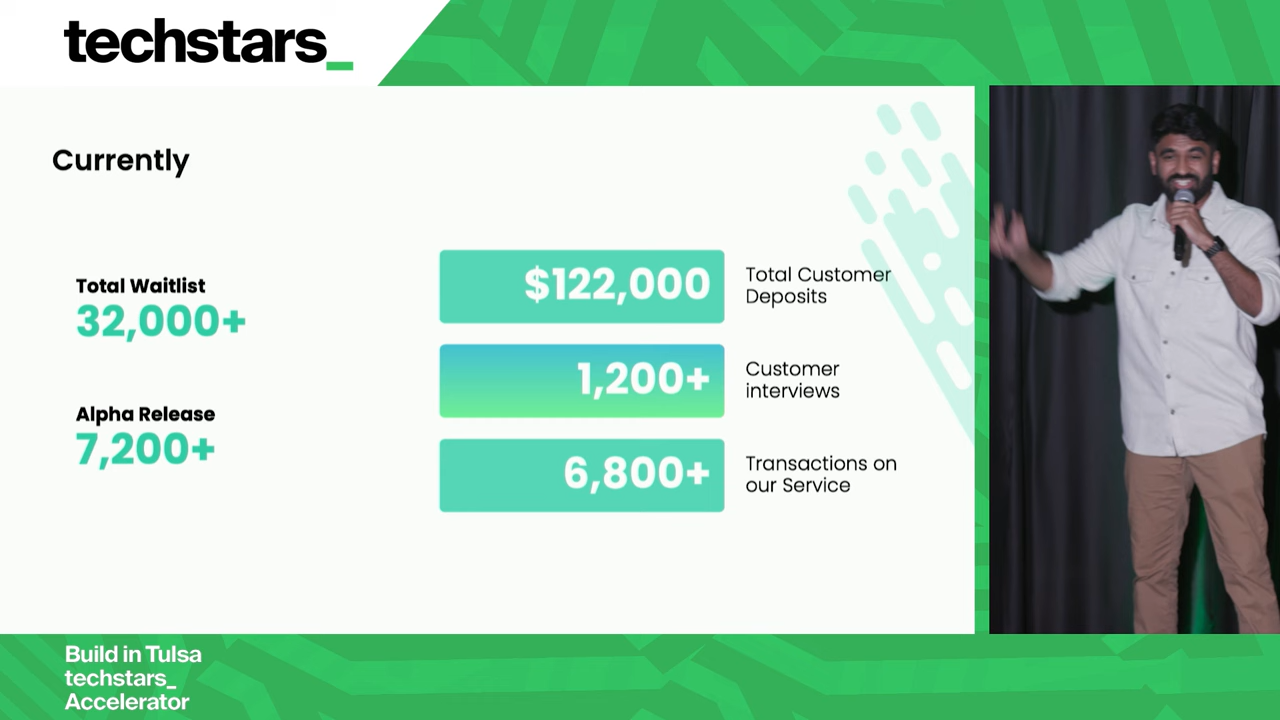 techstars_
Currently
Total Waitlist
32,000+
Alpha Release
7,200+
$122,000
Total Customer
Deposits
1,200+
Customer
interviews
6,800+
Transactions on
our Service
Build in Tulsa
techstars_
Accelerator